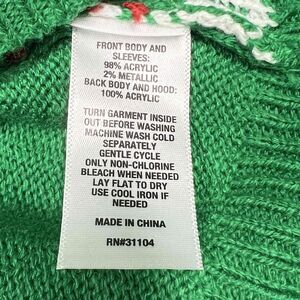 FRONT BODY AND
SLEEVES:
98% ACRYLIC
2% METALLIC
BACK BODY AND HOOD:
100% ACRYLIC
TURN GARMENT INSIDE
OUT BEFORE WASHING
MACHINE WASH COLD
SEPARATELY
GENTLE CYCLE
ONLY NON-CHLORINE
BLEACH WHEN NEEDED
LAY FLAT TO DRY
USE COOL IRON IF
NEEDED
MADE IN CHINA
RN#31104